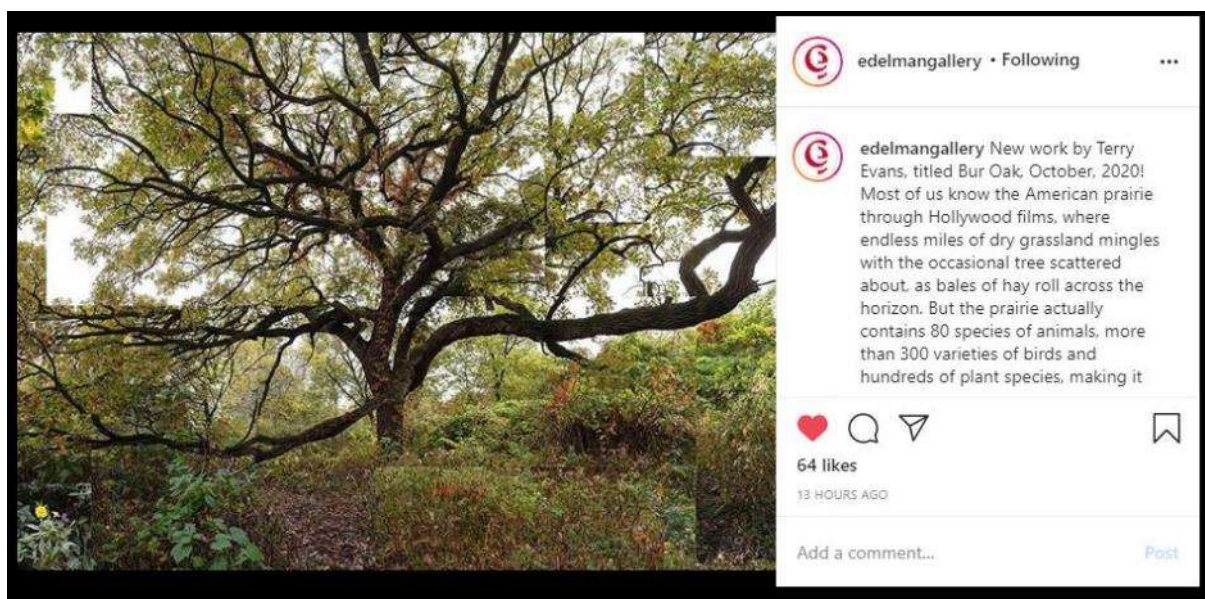 edelmangallery • Following
edelmangallery New work by Terry
Evans, titled Bur Oak, October, 2020!
Most of us know the American prairie
through Hollywood films, where
endless miles of dry grassland mingles
with the occasional tree scattered
about, as bales of hay roll across the
horizon. But the prairie actually
contains 80 species of animals, more
than 300 varieties of birds and
hundreds of plant species, making it
64 likes
13 HOURS AGO
Add a comment... Post